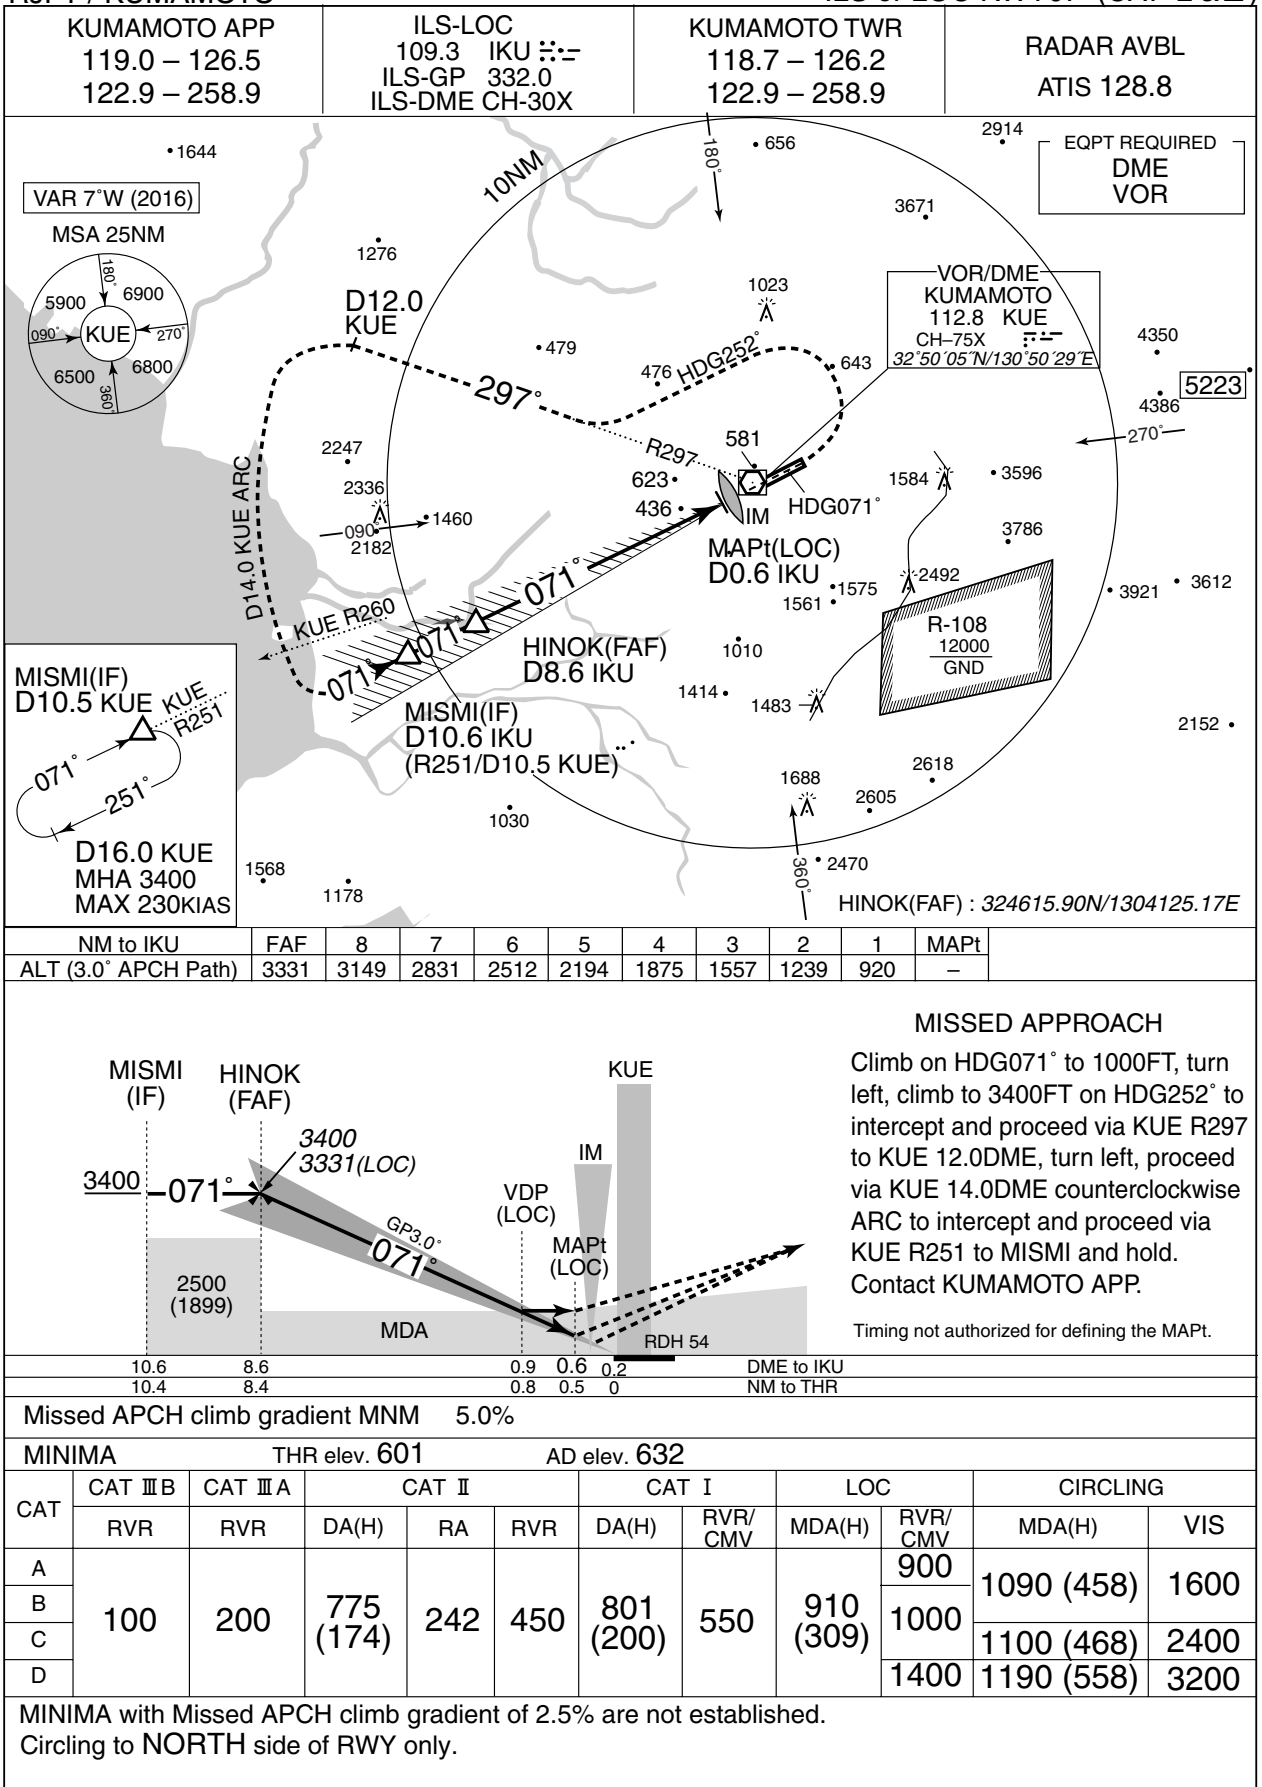 KUMAMOTO APP
119.0 – 126.5
122.9 – 258.9
ILS-LOC
109.3 IKU
ILS-GP 332.0
ILS-DME CH-30X
KUMAMOTO TWR
118.7 – 126.2
122.9 – 258.9
RADAR AVBL
ATIS 128.8
EQPT REQUIRED
DME
VOR
VAR 7°W (2016)
MSA 25NM
180°
5900
6900
090°
KUE
270°
6500
6800
360°
1644
10NM
180°
656
2914
3671
1276
D12.0
KUE
1023
VOR/DME
KUMAMOTO
112.8 KUE
CH–75X
32°50´05˝N/130°50´29˝E
4350
5223
4386
479
476
HDG252°
643
297°
270°
2247
R297
581
2336
623
1584
3596
436
HDG071°
IM
1460
090°
2182
3786
D14.0 KUE ARC
MAPt(LOC)
D0.6 IKU
1575
1561
2492
3921
3612
071°
KUE R260
071°
071°
HINOK(FAF)
D8.6 IKU
R-108
12000
GND
1010
1414
1483
MISMI(IF)
D10.5 KUE
KUE
R251
071°
251°
D16.0 KUE
MHA 3400
MAX 230KIAS
MISMI(IF)
D10.6 IKU
(R251/D10.5 KUE)
2152
2618
1688
2605
1030
360°
2470
1568
1178
HINOK(FAF) : 324615.90N/1304125.17E
NM to IKU FAF 8 7 6 5 4 3 2 1 MAPt
ALT (3.0° APCH Path) 3331 3149 2831 2512 2194 1875 1557 1239 920 –
MISSED APPROACH
Climb on HDG071° to 1000FT, turn
left, climb to 3400FT on HDG252° to
intercept and proceed via KUE R297
to KUE 12.0DME, turn left, proceed
via KUE 14.0DME counterclockwise
ARC to intercept and proceed via
KUE R251 to MISMI and hold.
Contact KUMAMOTO APP.
Timing not authorized for defining the MAPt.
MISMI
(IF)
HINOK
(FAF)
KUE
3400
3331(LOC)
IM
3400
071°
VDP
(LOC)
GP3.0°
071°
MAPt
(LOC)
2500
(1899)
MDA
RDH 54
10.6 8.6 0.9 0.6 0.2 DME to IKU
10.4 8.4 0.8 0.5 0 NM to THR
Missed APCH climb gradient MNM 5.0%
MINIMA THR elev. 601 AD elev. 632
CAT CAT ⅢB CAT ⅢA CAT Ⅱ CAT Ⅰ LOC CIRCLING
RVR RVR DA(H) RA RVR DA(H) RVR/CMV MDA(H) RVR/CMV MDA(H) VIS
A
B
C
D
100
200
775
(174)
242
450
801
(200)
550
910
(309)
900
1000
1400
1090 (458) 1600
1100 (468) 2400
1190 (558) 3200
MINIMA with Missed APCH climb gradient of 2.5% are not established.
Circling to NORTH side of RWY only.